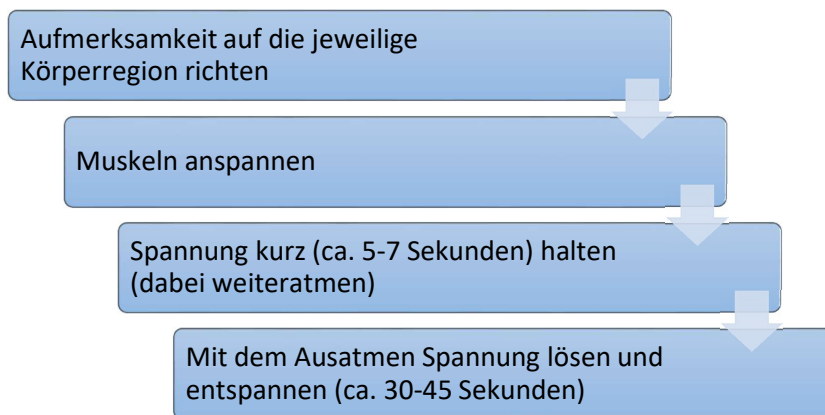 Aufmerksamkeit auf die jeweilige
Körperregion richten
Muskeln anspannen
Spannung kurz (ca. 5-7 Sekunden) halten
(dabei weiteratmen)
Mit dem Ausatmen Spannung lösen und
entspannen (ca. 30-45 Sekunden)